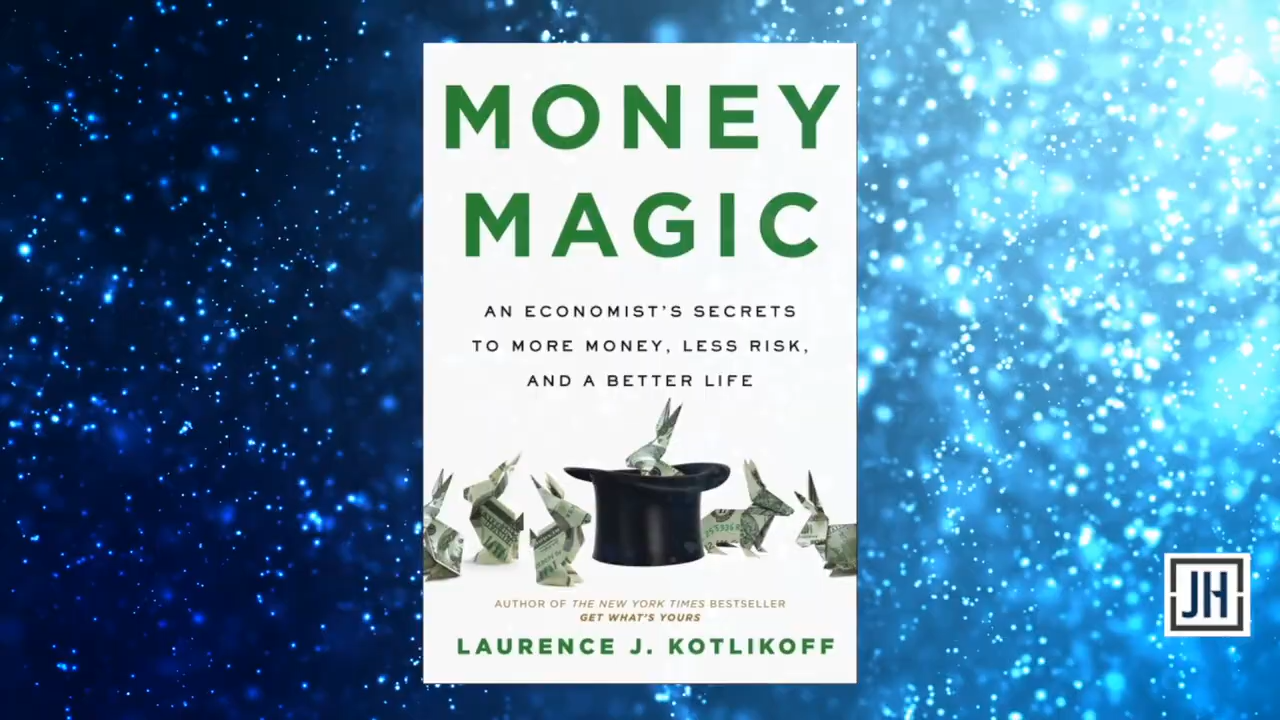 MONEY
MAGIC
AN ECONOMIST'S SECRETS
TO MORE MONEY, LESS RISK,
AND A BETTER LIFE
AUTHOR OF THE NEW YORK TIMES BESTSELLER
GET WHAT'S YOURS
LAURENCE J. KOTLIKOFF
JH